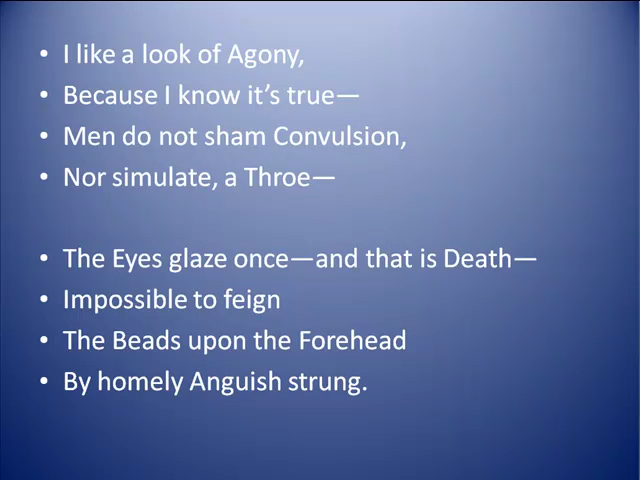 • I like a look of Agony,
• Because I know it’s true—
• Men do not sham Convulsion,
• Nor simulate, a Throe—
• The Eyes glaze once—and that is Death—
• Impossible to feign
• The Beads upon the Forehead
• By homely Anguish strung.